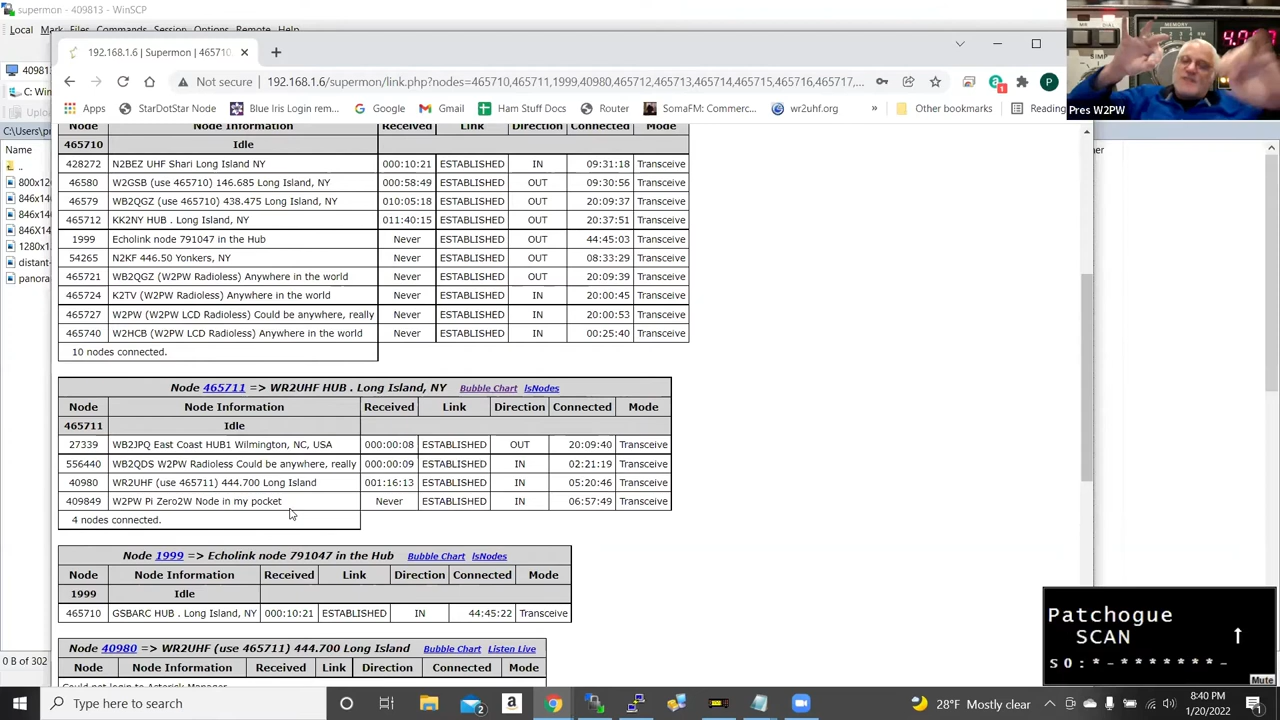 supermon - 409813 - WinSCP
Local Mark Files Commands
192.168.1.6 | Supermon | 465710
Not secure 192.168.1.6/supermon/link.php?nodes=465710,465711,1999,40980,465712,465713,465714,465715,465716,465817,...
Apps StarDotStar Node Blue Iris Login rem... Google Gmail Ham Stuff Docs Router SomaFM: Commerc... wr2uhf.org » Other bookmarks Reading
Pres W2PW
MEMORY
Node Node Information Received Link Direction Connected Mode
465710 Idle
428272 N2BEZ UHF Shari Long Island NY 000:10:21 ESTABLISHED IN 09:31:18 Transceive
46580 W2GSB (use 465710) 146.685 Long Island, NY 000:58:49 ESTABLISHED OUT 09:30:56 Transceive
46579 WB2QGZ (use 465710) 438.475 Long Island, NY 010:05:18 ESTABLISHED OUT 20:09:37 Transceive
465712 KK2NY HUB . Long Island, NY 011:40:15 ESTABLISHED OUT 20:37:51 Transceive
1999 Echolink node 791047 in the Hub Never ESTABLISHED OUT 44:45:03 Transceive
54265 N2KF 446.50 Yonkers, NY Never ESTABLISHED OUT 08:33:29 Transceive
465721 WB2QGZ (W2PW Radioless) Anywhere in the world Never ESTABLISHED OUT 20:09:39 Transceive
465724 K2TV (W2PW Radioless) Anywhere in the world Never ESTABLISHED IN 20:00:45 Transceive
465727 W2PW (W2PW LCD Radioless) Could be anywhere, really Never ESTABLISHED IN 20:00:53 Transceive
465740 W2HCB (W2PW LCD Radioless) Anywhere in the world Never ESTABLISHED IN 00:25:40 Transceive
10 nodes connected.
Node 465711 => WR2UHF HUB . Long Island, NY Bubble Chart lsNodes
Node Node Information Received Link Direction Connected Mode
465711 Idle
27339 WB2JPQ East Coast HUB1 Wilmington, NC, USA 000:00:08 ESTABLISHED OUT 20:09:40 Transceive
556440 WB2QDS W2PW Radioless Could be anywhere, really 000:00:09 ESTABLISHED IN 02:21:19 Transceive
40980 WR2UHF (use 465711) 444.700 Long Island 001:16:13 ESTABLISHED IN 05:20:46 Transceive
409849 W2PW Pi Zero2W Node in my pocket Never ESTABLISHED IN 06:57:49 Transceive
4 nodes connected.
Node 1999 => Echolink node 791047 in the Hub Bubble Chart lsNodes
Node Node Information Received Link Direction Connected Mode
1999 Idle
465710 GSBARC HUB . Long Island, NY 000:10:21 ESTABLISHED IN 44:45:22 Transceive
Node 40980 => WR2UHF (use 465711) 444.700 Long Island Bubble Chart Listen Live
Node Node Information Received Link Direction Connected Mode
Could not login to Asterisk Manager.
Name
0 B of 302
Patchogue
SCAN ↑
S0:*-*******-
Mute
Type here to search
28°F Mostly clear
8:40 PM
1/20/2022